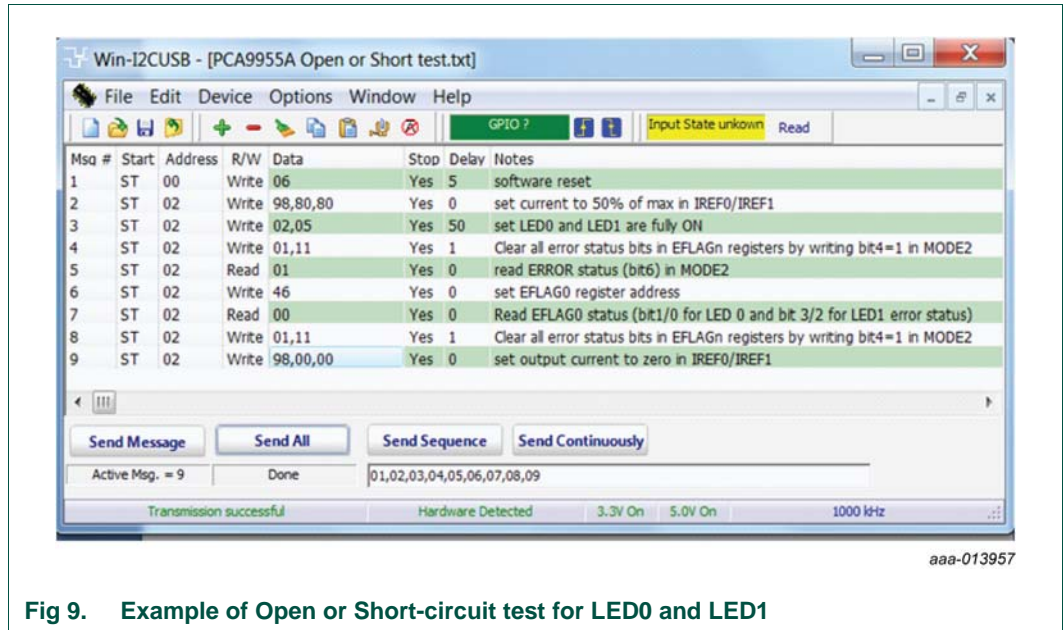 Win-I2CUSB - [PCA9955A Open or Short test.txt]
File Edit Device Options Window Help
GPIO ? Input State unkown Read
Msg # Start Address R/W Data Stop Delay Notes
1 ST 00 Write 06 Yes 5 software reset
2 ST 02 Write 98,80,80 Yes 0 set current to 50% of max in IREF0/IREF1
3 ST 02 Write 02,05 Yes 50 set LED0 and LED1 are fully ON
4 ST 02 Write 01,11 Yes 1 Clear all error status bits in EFLAGn registers by writing bit4=1 in MODE2
5 ST 02 Read 01 Yes 0 read ERROR status (bit6) in MODE2
6 ST 02 Write 46 Yes 0 set EFLAG0 register address
7 ST 02 Read 00 Yes 0 Read EFLAG0 status (bit1/0 for LED 0 and bit 3/2 for LED1 error status)
8 ST 02 Write 01,11 Yes 1 Clear all error status bits in EFLAGn registers by writing bit4=1 in MODE2
9 ST 02 Write 98,00,00 Yes 0 set output current to zero in IREF0/IREF1
Send Message Send All Send Sequence Send Continuously
Active Msg. = 9 Done 01,02,03,04,05,06,07,08,09
Transmission successful Hardware Detected 3.3V On 5.0V On 1000 kHz
aaa-013957
Fig 9. Example of Open or Short-circuit test for LED0 and LED1